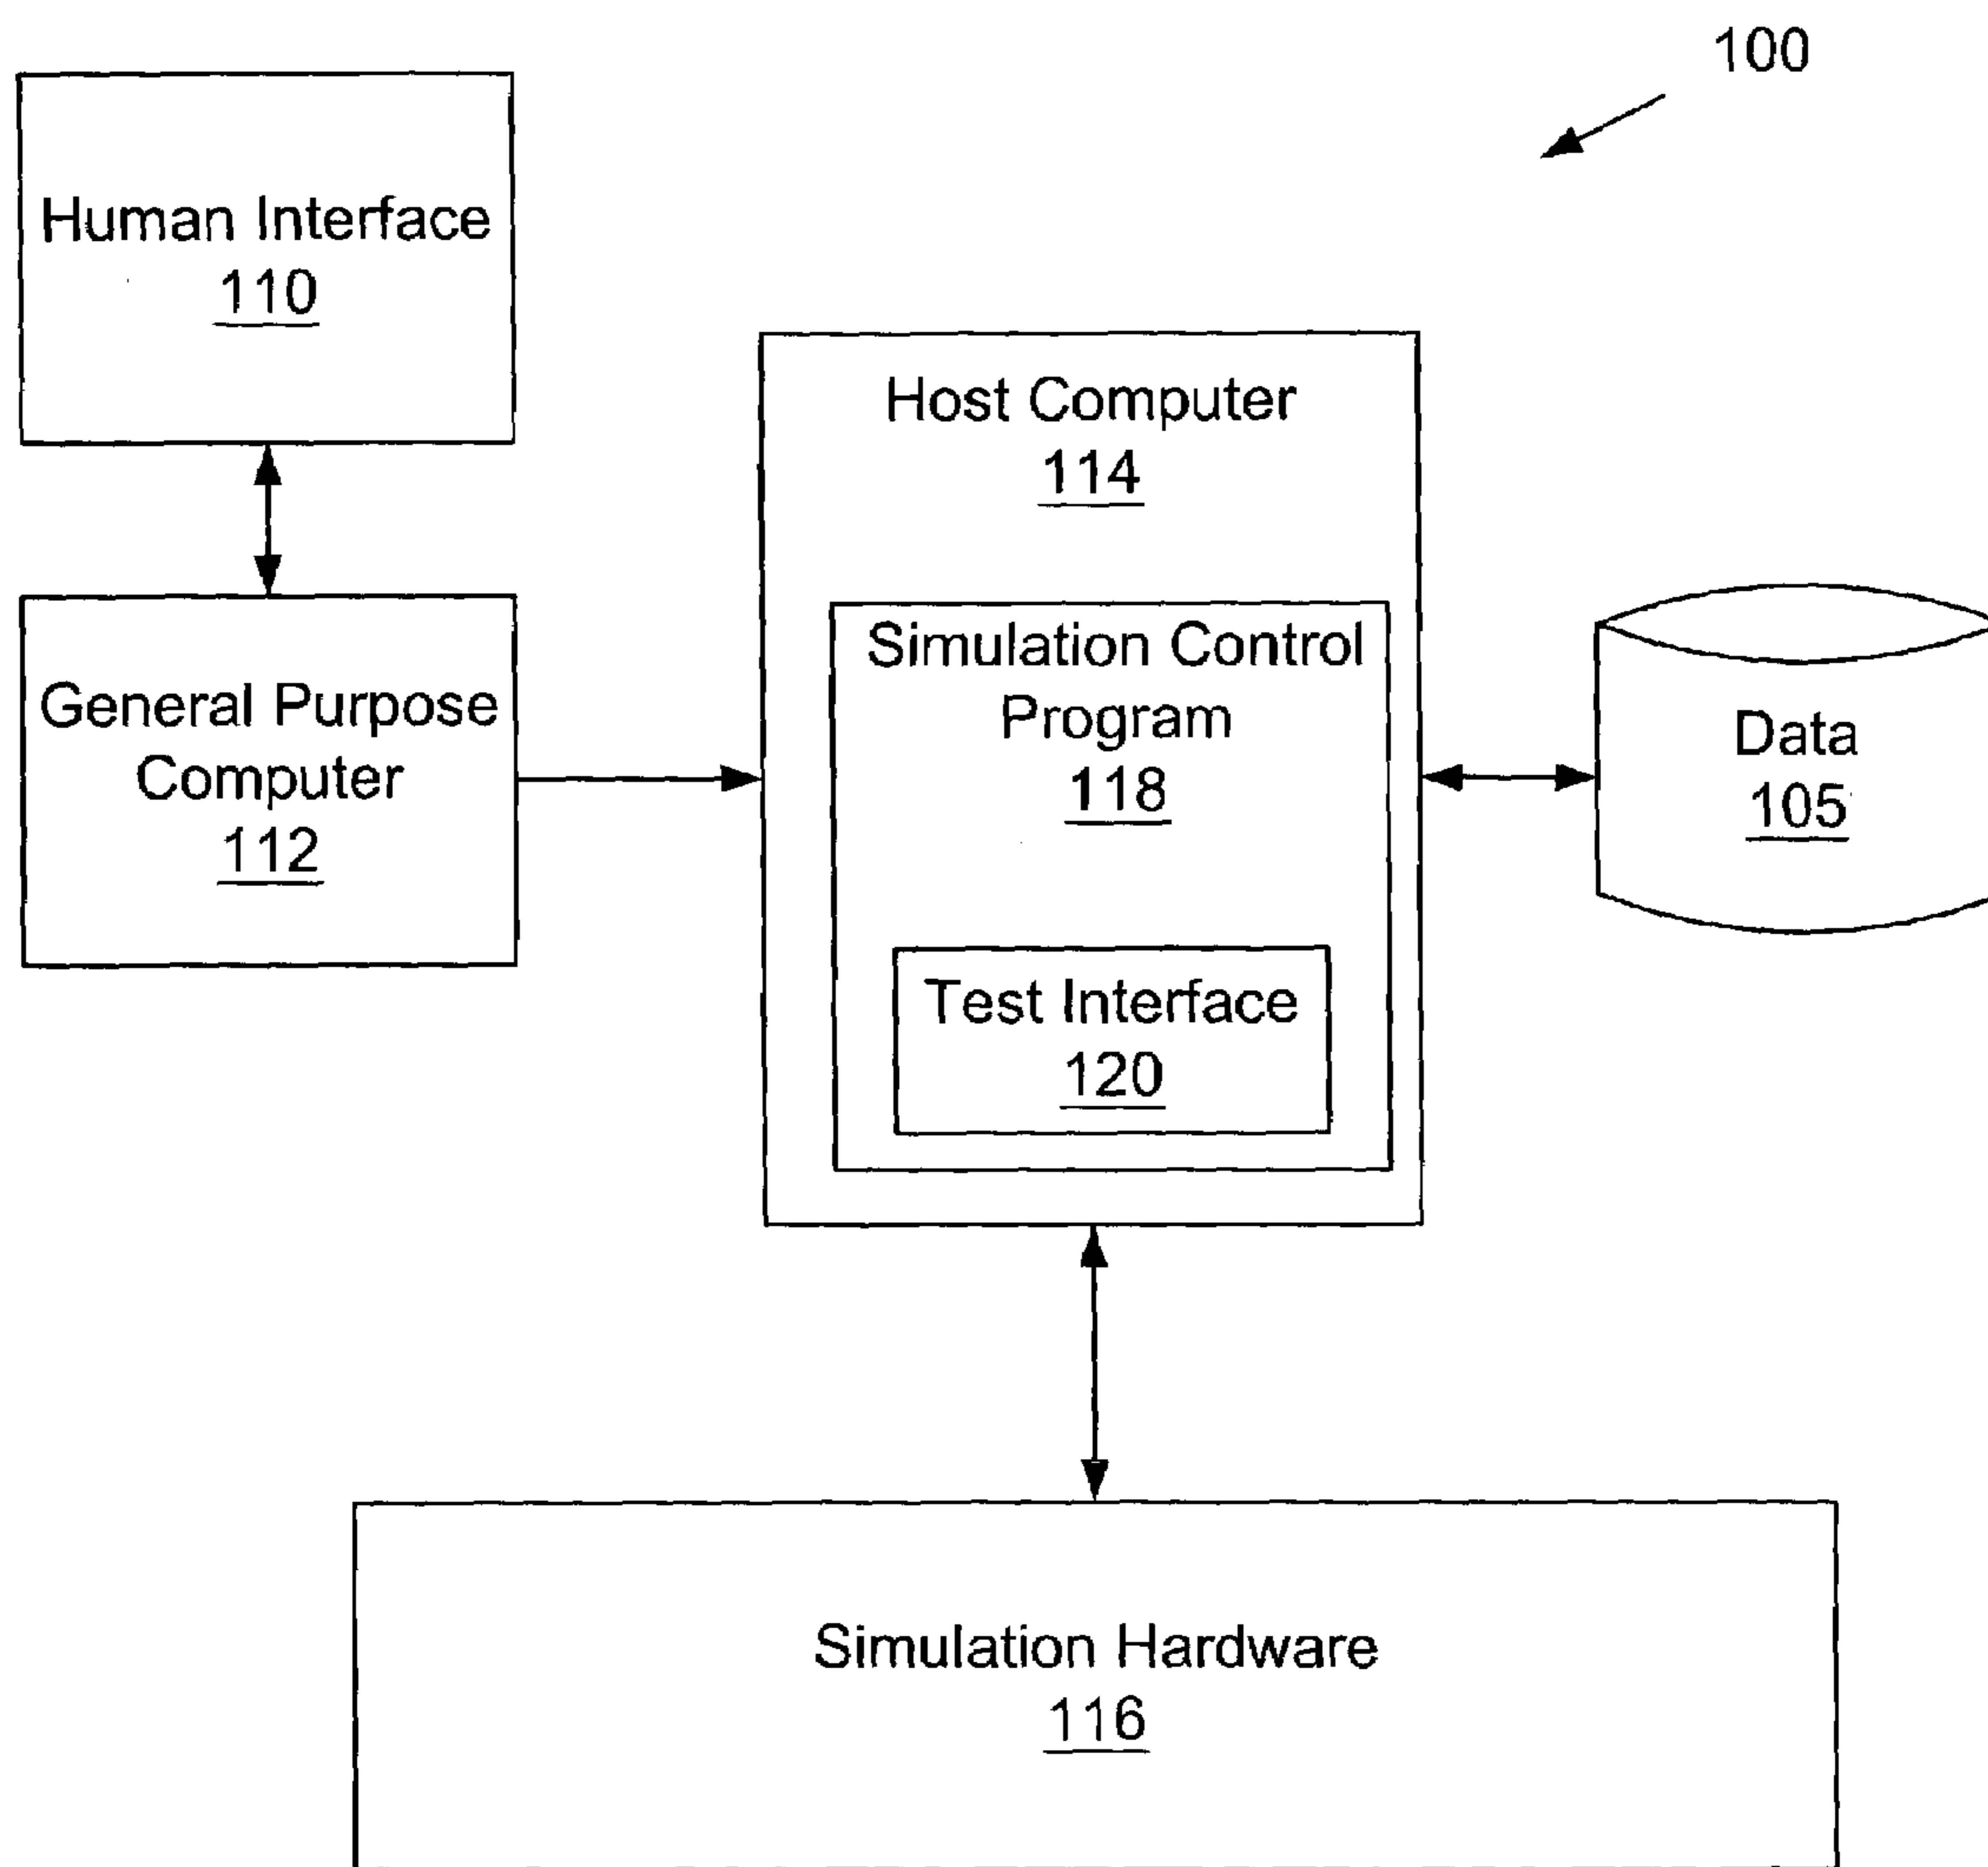 100
Human Interface
110
Host Computer
114
Simulation Control
Program
118
General Purpose
Computer
112
Data
105
Test Interface
120
Simulation Hardware
116